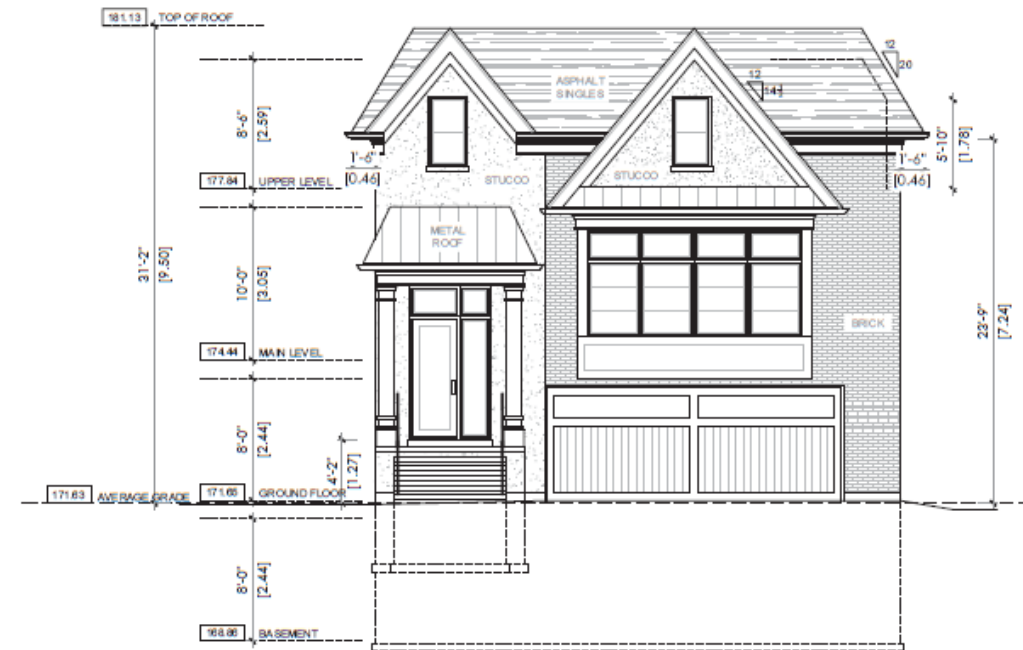 181.13 TOP OF ROOF
12
20
12
14½
ASPHALT
SINGLES
8'-6"
[2.59]
5'-10"
[1.78]
1'-6"
[0.46]
1'-6"
[0.46]
177.84 UPPER LEVEL
STUCCO
STUCCO
METAL
ROOF
31'-2"
[9.50]
10'-0"
[3.05]
BRICK
23'-9"
[7.24]
174.44 MAIN LEVEL
8'-0"
[2.44]
4'-2"
[1.27]
171.63 AVERAGE GRADE
171.65 GROUND FLOOR
8'-0"
[2.44]
168.86 BASEMENT